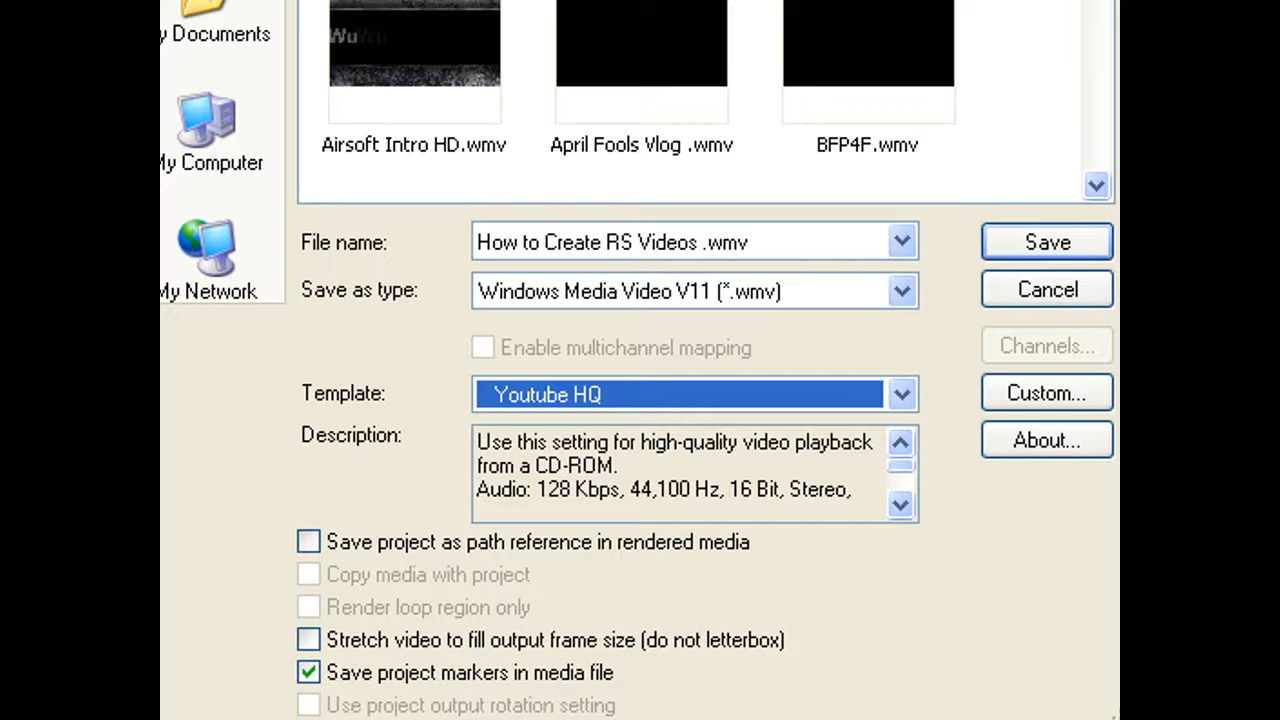 y Documents
My Computer
My Network
Airsoft Intro HD.wmv
April Fools Vlog .wmv
BFP4F.wmv
File name:
How to Create RS Videos .wmv
Save
Save as type:
Windows Media Video V11 (*.wmv)
Cancel
Enable multichannel mapping
Channels...
Template:
Youtube HQ
Custom...
Description:
Use this setting for high-quality video playback
from a CD-ROM.
Audio: 128 Kbps, 44,100 Hz, 16 Bit, Stereo,
About...
Save project as path reference in rendered media
Copy media with project
Render loop region only
Stretch video to fill output frame size (do not letterbox)
Save project markers in media file
Use project output rotation setting